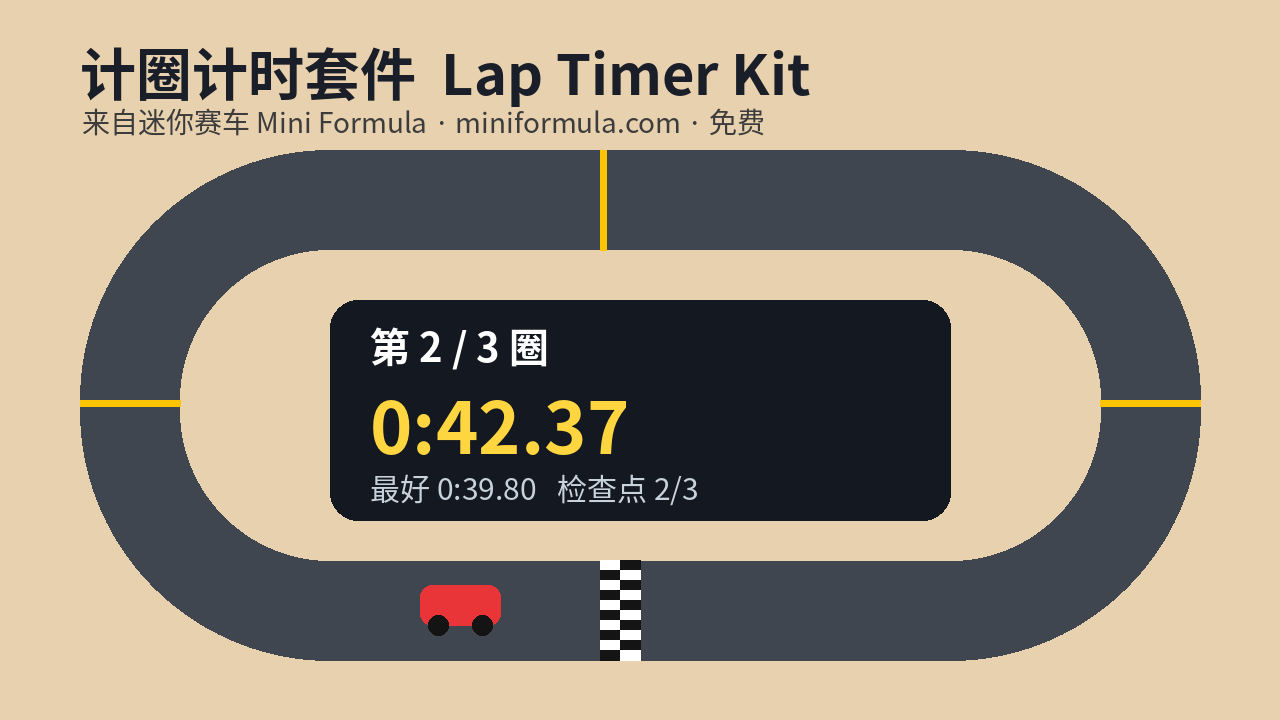 计圈计时套件 Lap Timer Kit
来自迷你赛车 Mini Formula · miniformula.com · 免费
第 2 / 3 圈
0:42.37
最好 0:39.80 检查点 2/3